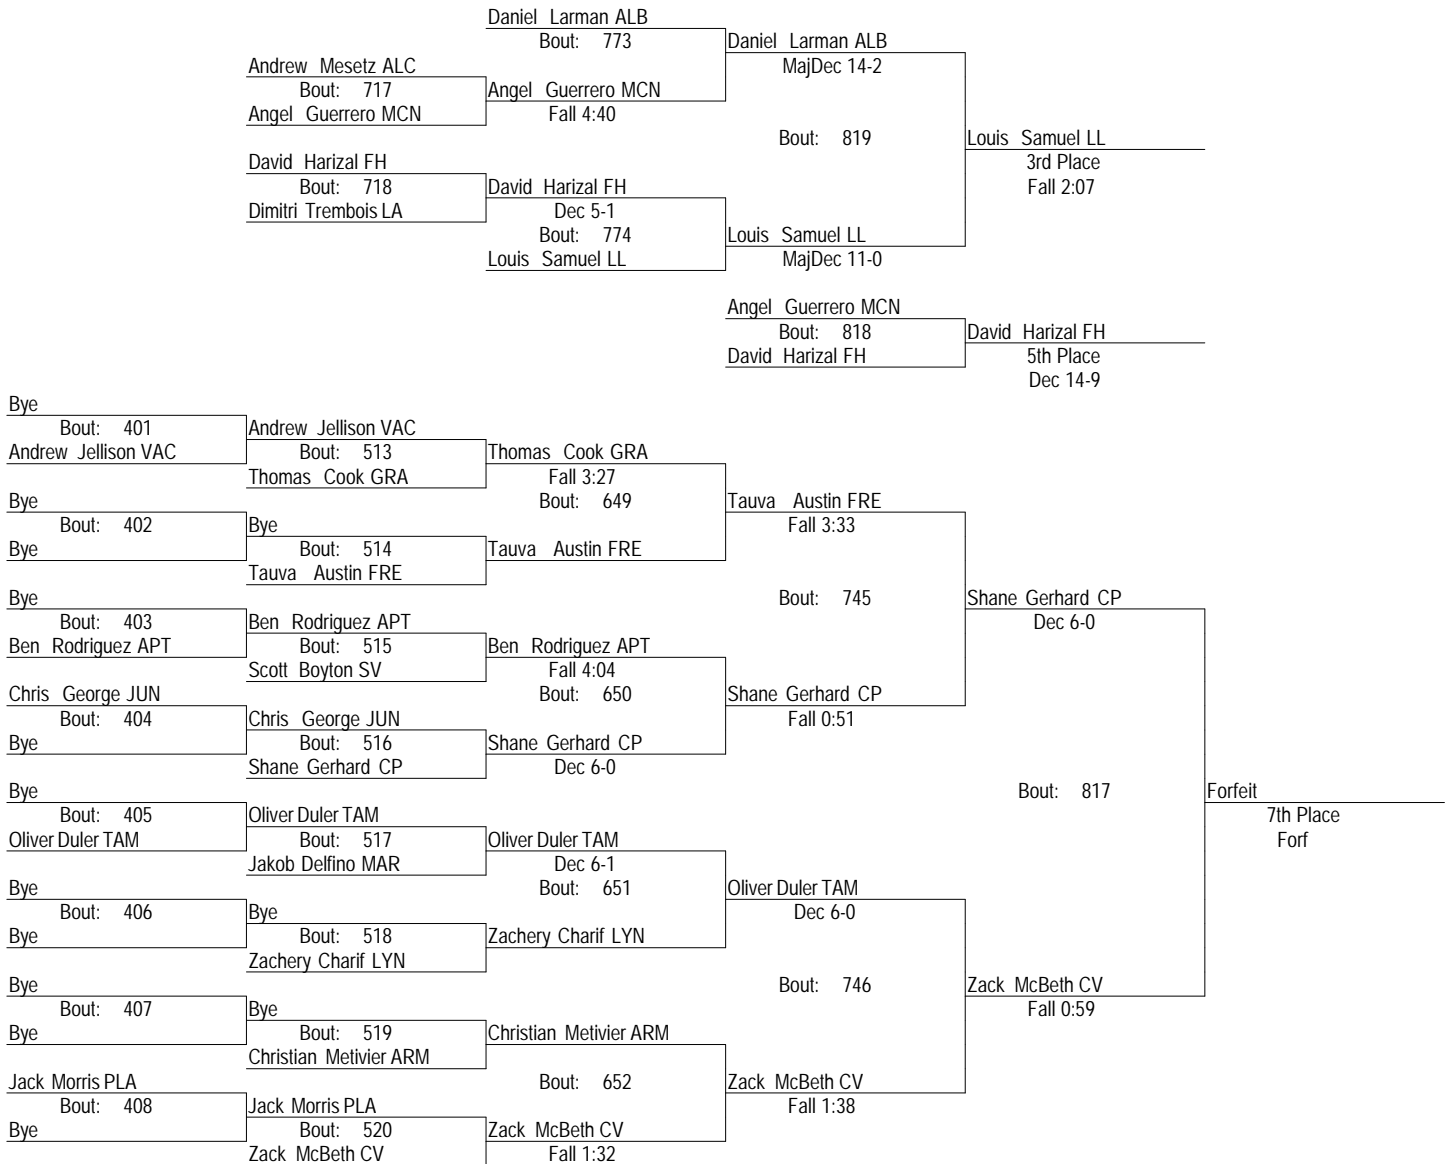 Daniel Larman ALB
Bout: 773
Daniel Larman ALB
Andrew Mesetz ALC
MajDec 14-2
Bout: 717
Angel Guerrero MCN
Angel Guerrero MCN
Fall 4:40
Bout: 819
Louis Samuel LL
David Harizal FH
3rd Place
Bout: 718
David Harizal FH
Fall 2:07
Dimitri Trembois LA
Dec 5-1
Bout: 774
Louis Samuel LL
Louis Samuel LL
MajDec 11-0
Angel Guerrero MCN
Bout: 818
David Harizal FH
David Harizal FH
5th Place
Dec 14-9
Bye
Bout: 401
Andrew Jellison VAC
Andrew Jellison VAC
Bout: 513
Thomas Cook GRA
Thomas Cook GRA
Fall 3:27
Bye
Bout: 649
Tauva Austin FRE
Bout: 402
Bye
Fall 3:33
Bye
Bout: 514
Tauva Austin FRE
Tauva Austin FRE
Bye
Bout: 745
Shane Gerhard CP
Bout: 403
Ben Rodriguez APT
Dec 6-0
Ben Rodriguez APT
Bout: 515
Ben Rodriguez APT
Scott Boyton SV
Fall 4:04
Chris George JUN
Bout: 650
Shane Gerhard CP
Bout: 404
Chris George JUN
Fall 0:51
Bye
Bout: 516
Shane Gerhard CP
Shane Gerhard CP
Dec 6-0
Bye
Bout: 817
Forfeit
Bout: 405
Oliver Duler TAM
7th Place
Oliver Duler TAM
Bout: 517
Oliver Duler TAM
Forf
Jakob Delfino MAR
Dec 6-1
Bye
Bout: 651
Oliver Duler TAM
Bout: 406
Bye
Dec 6-0
Bye
Bout: 518
Zachery Charif LYN
Zachery Charif LYN
Bye
Bout: 746
Zack McBeth CV
Bout: 407
Bye
Fall 0:59
Bye
Bout: 519
Christian Metivier ARM
Christian Metivier ARM
Jack Morris PLA
Bout: 652
Zack McBeth CV
Bout: 408
Jack Morris PLA
Fall 1:38
Bye
Bout: 520
Zack McBeth CV
Zack McBeth CV
Fall 1:32